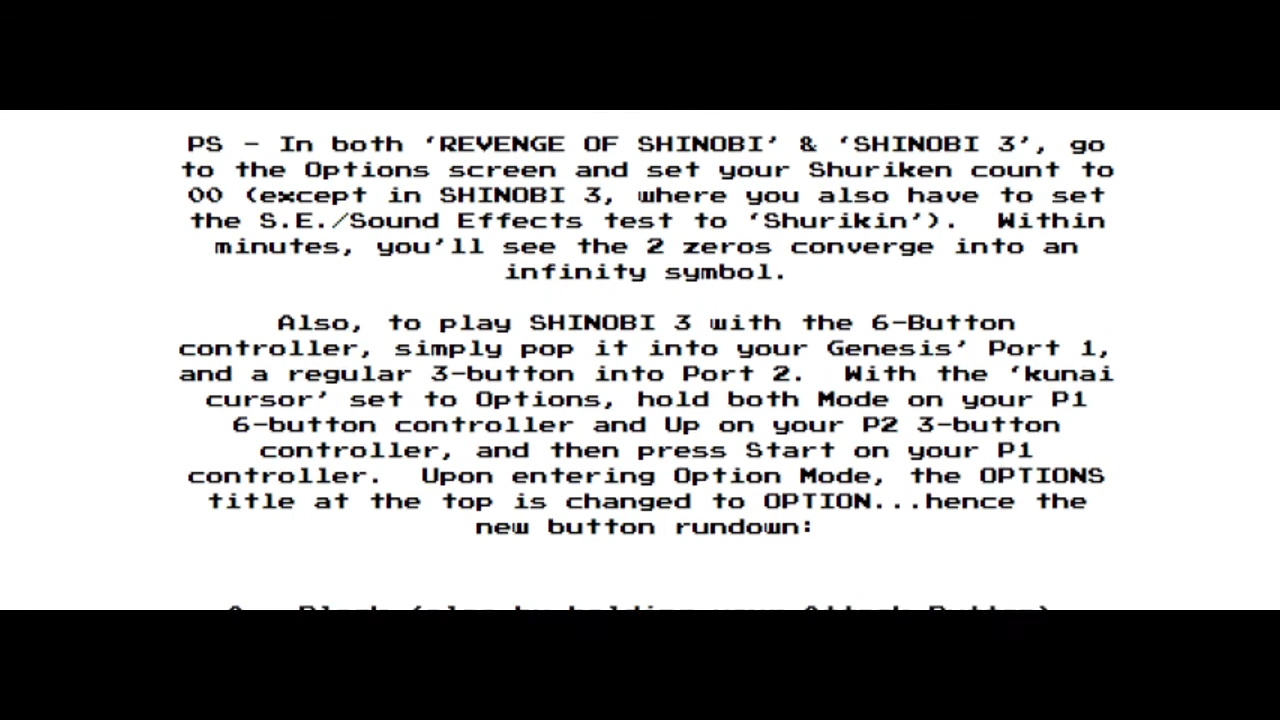 PS - In both ‘REVENGE OF SHINOBI’ & ‘SHINOBI 3’, go
to the Options screen and set your Shuriken count to
00 (except in SHINOBI 3, where you also have to set
the S.E./Sound Effects test to ‘Shurikin’).  Within
minutes, you’ll see the 2 zeros converge into an
infinity symbol.
Also, to play SHINOBI 3 with the 6-Button
controller, simply pop it into your Genesis’ Port 1,
and a regular 3-button into Port 2.  With the ‘kunai
cursor’ set to Options, hold both Mode on your P1
6-button controller and Up on your P2 3-button
controller, and then press Start on your P1
controller.  Upon entering Option Mode, the OPTIONS
title at the top is changed to OPTION...hence the
new button rundown: